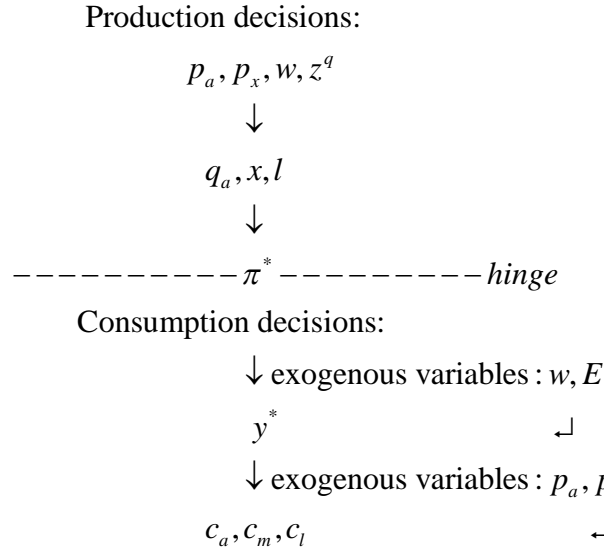 Production decisions:
p_a, p_x, w, z^q
↓
q_a, x, l
↓
----------π^*---------hinge
Consumption decisions:
↓ exogenous variables: w, E
y^* ↵
↓ exogenous variables: p_a, p
c_a, c_m, c_l ←